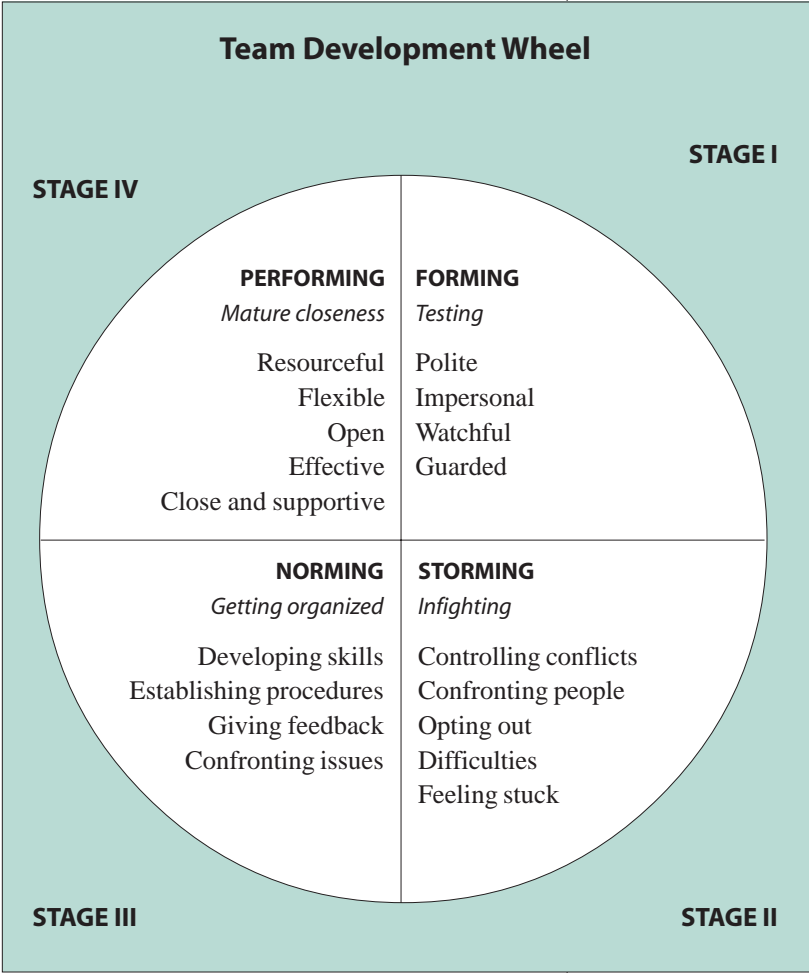 Team Development Wheel
STAGE I
STAGE IV
PERFORMING
Mature closeness
Resourceful
Flexible
Open
Effective
Close and supportive
FORMING
Testing
Polite
Impersonal
Watchful
Guarded
NORMING
Getting organized
Developing skills
Establishing procedures
Giving feedback
Confronting issues
STORMING
Infighting
Controlling conflicts
Confronting people
Opting out
Difficulties
Feeling stuck
STAGE III
STAGE II